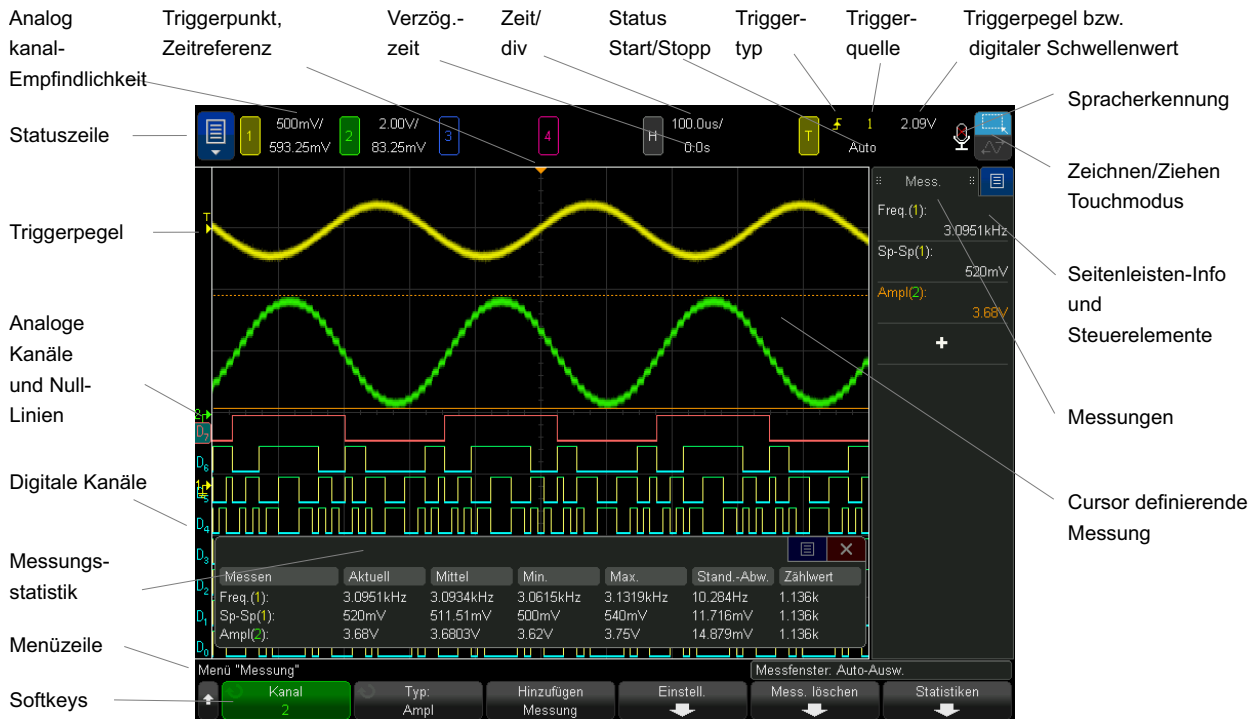 Analog
kanal-
Empfindlichkeit
Triggerpunkt,
Zeitreferenz
Verzög.-
zeit
Zeit/
div
Status
Start/Stopp
Trigger-
typ
Trigger-
quelle
Triggerpegel bzw.
digitaler Schwellenwert
Spracherkennung
Zeichnen/Ziehen
Touchmodus
Seitenleisten-Info
und
Steuerelemente
Messungen
Cursor definierende
Messung
Statuszeile
Triggerpegel
Analoge
Kanäle
und Null-
Linien
Digitale Kanäle
Messungs-
statistik
Menüzeile
Softkeys
1 500mV/ 2 2.00V/ 3 4 H 100.0us/ T 1 2.09V
593.25mV 83.25mV 0.0s Auto
Mess.
Freq.(1):
3.0951kHz
Sp-Sp(1):
520mV
Ampl(2):
3.68V
+
T
2
D7
D6
1
D5
D4
D3
D2
D1
D0
Messen Aktuell Mittel Min. Max. Stand.-Abw. Zählwert
Freq.(1): 3.0951kHz 3.0934kHz 3.0615kHz 3.1319kHz 10.284Hz 1.136k
Sp-Sp(1): 520mV 511.51mV 500mV 540mV 11.716mV 1.136k
Ampl(2): 3.68V 3.6803V 3.62V 3.75V 14.879mV 1.136k
Menü "Messung"
Messfenster: Auto-Ausw.
Kanal
2
Typ:
Ampl
Hinzufügen
Messung
Einstell.
Mess. löschen
Statistiken